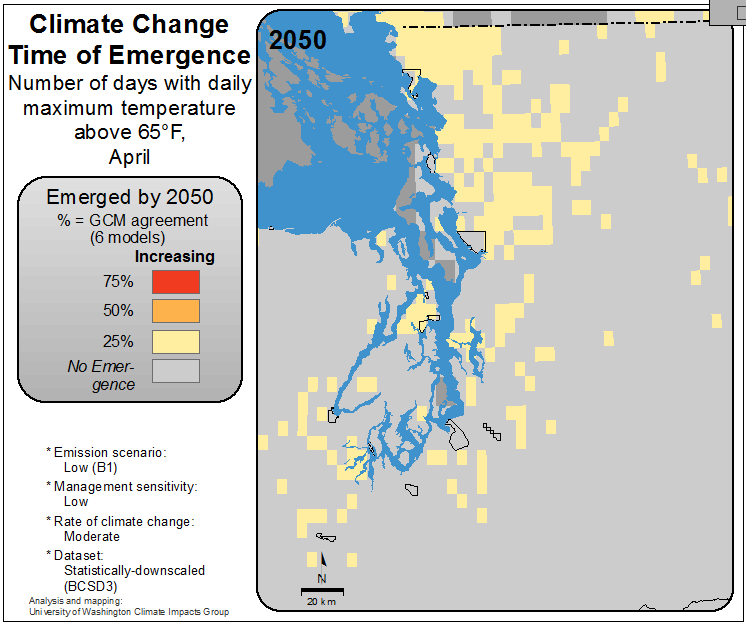 Climate Change
Time of Emergence
Number of days with daily
maximum temperature
above 65°F,
April
2050
Emerged by 2050
% = GCM agreement
(6 models)
Increasing
75%
50%
25%
No Emer-
gence
* Emission scenario:
Low (B1)
* Management sensitivity:
Low
* Rate of climate change:
Moderate
* Dataset:
Statistically-downscaled
(BCSD3)
Analysis and mapping:
University of Washington Climate Impacts Group
N
20 km